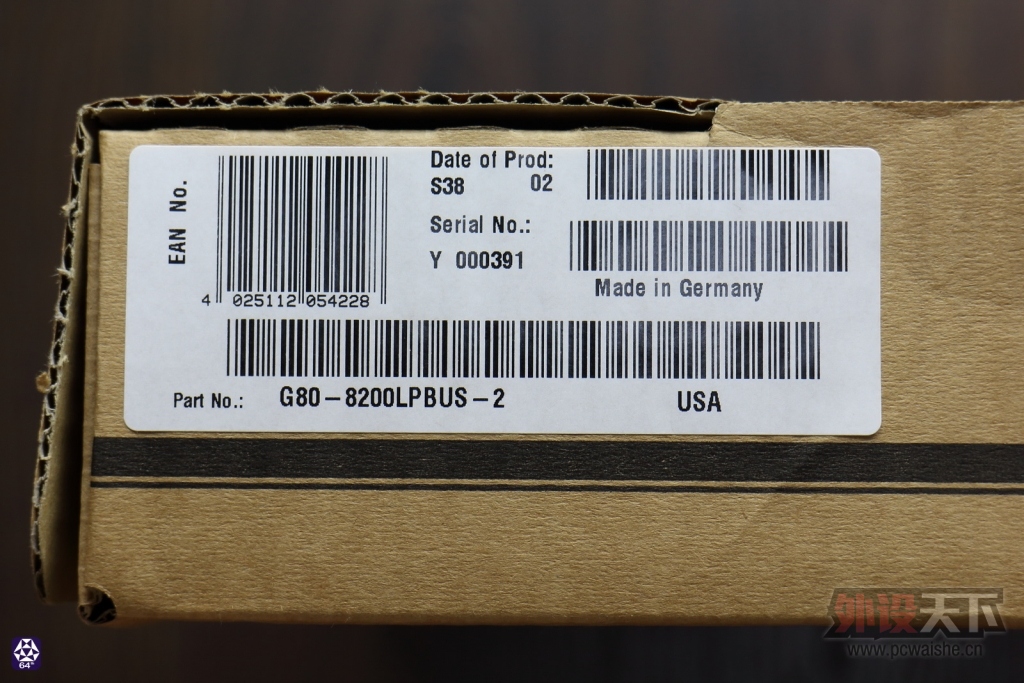 EAN No.
4 025112 054228
Date of Prod:
S38 02
Serial No.:
Y 000391
Made in Germany
Part No.: G80-8200LPBUS-2 USA
外设天下
www.pcwaishe.cn
64°